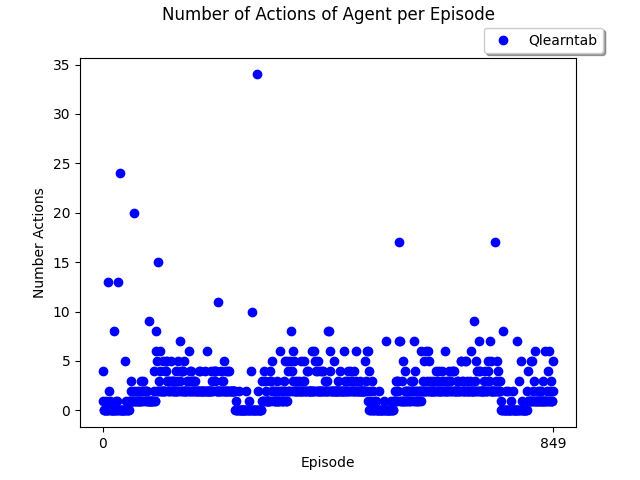 Number of Actions of Agent per Episode
Qlearntab
35
30
25
20
15
10
5
0
Number Actions
0
849
Episode